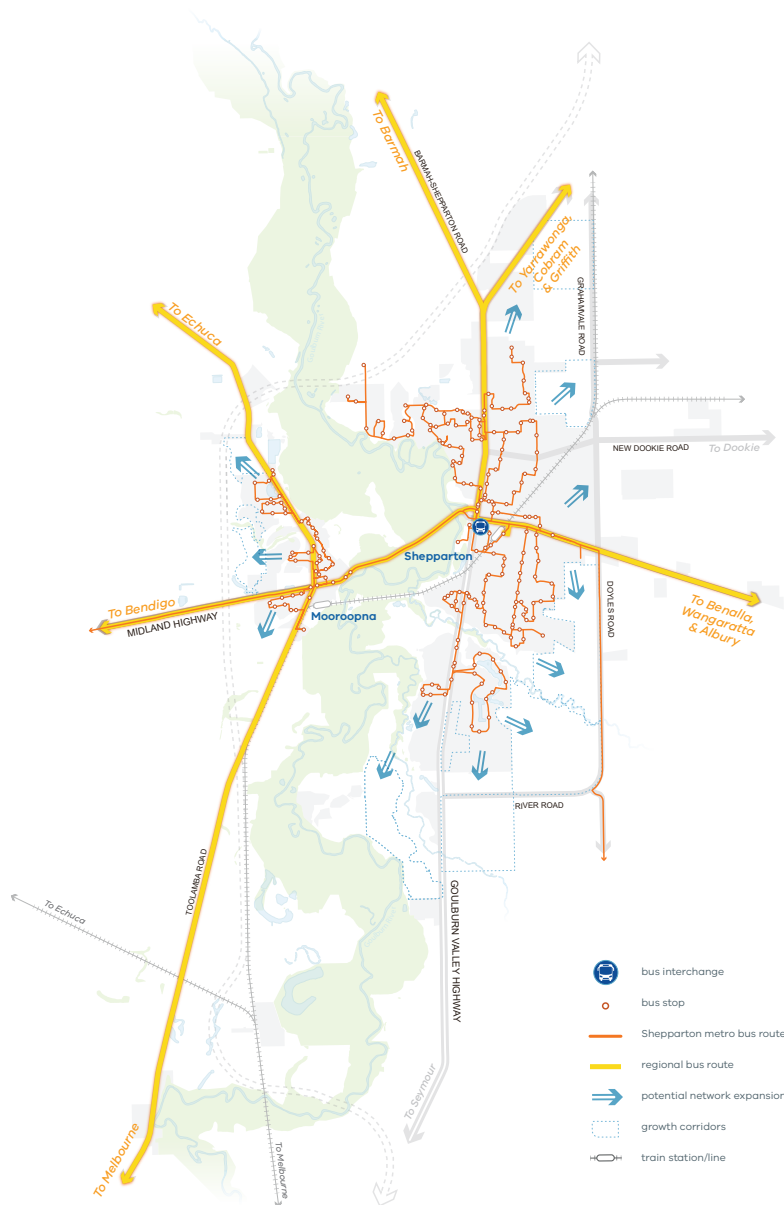 To Barmah
BARMAH-SHEPPARTON ROAD
To Yarrawonga,
Cobram
& Griffith
GRAHAMVALE ROAD
To Echuca
NEW DOOKIE ROAD
To Dookie
Shepparton
To Bendigo
MIDLAND HIGHWAY
Mooroopna
DOYLES ROAD
To Benalla,
Wangaratta
& Albury
RIVER ROAD
TOOLAMBA ROAD
To Echuca
GOULBURN VALLEY HIGHWAY
To Seymour
To Melbourne
To Melbourne
bus interchange
bus stop
Shepparton metro bus route
regional bus route
potential network expansion
growth corridors
train station/line